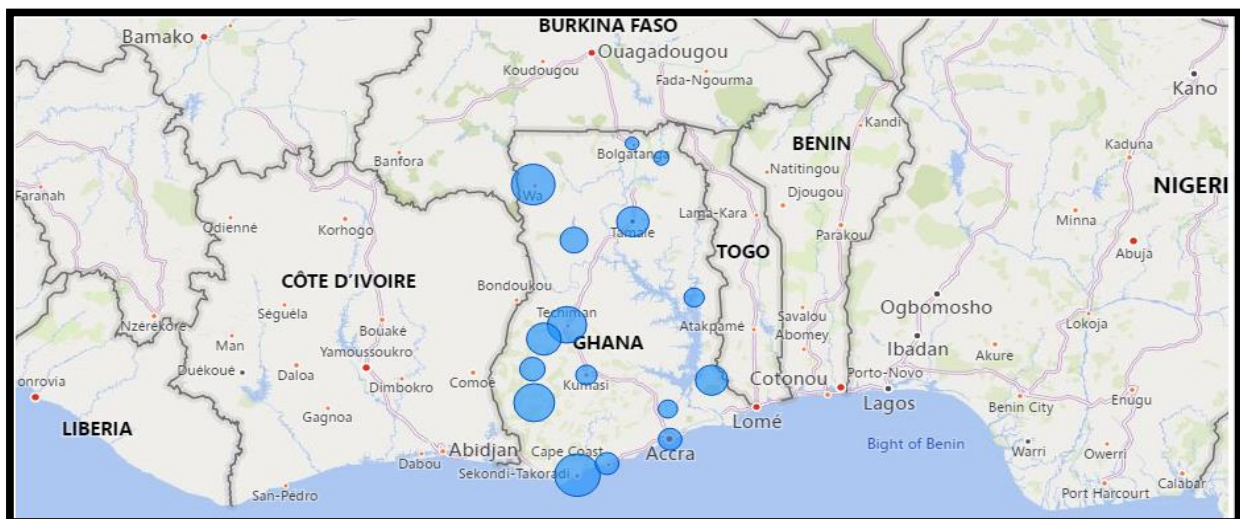 BURKINA FASO
Bamako
Ouagadougou
Koudougou
Fada-Ngourma
Kano
Kandi
BENIN
Bolgatanga
Banfora
Kaduna
Natitingou
Faranah
Wa
Djougou
NIGERI
Odienné
Korhogo
Tamale
Lama-Kara
Minna
Parakou
Abuja
TOGO
CÔTE D'IVOIRE
Bondoukou
Ogbomosho
Séguéla
Techiman
Savalou
Nzérékoré
Bouaké
Atakpamé
Lokoja
Man
Yamoussoukro
GHANA
Abomey
Ibadan
Akure
Duékoué
Daloa
Dimbokro
Comoé
Kumasi
Cotonou
Porto-Novo
onrovia
Lagos
Enugu
Gagnoa
Lomé
Benin City
LIBERIA
Abidjan
Cape Coast
Accra
Bight of Benin
Warri
Owerri
Dabou
Sekondi-Takoradi
San-Pedro
Port Harcourt
Calabar